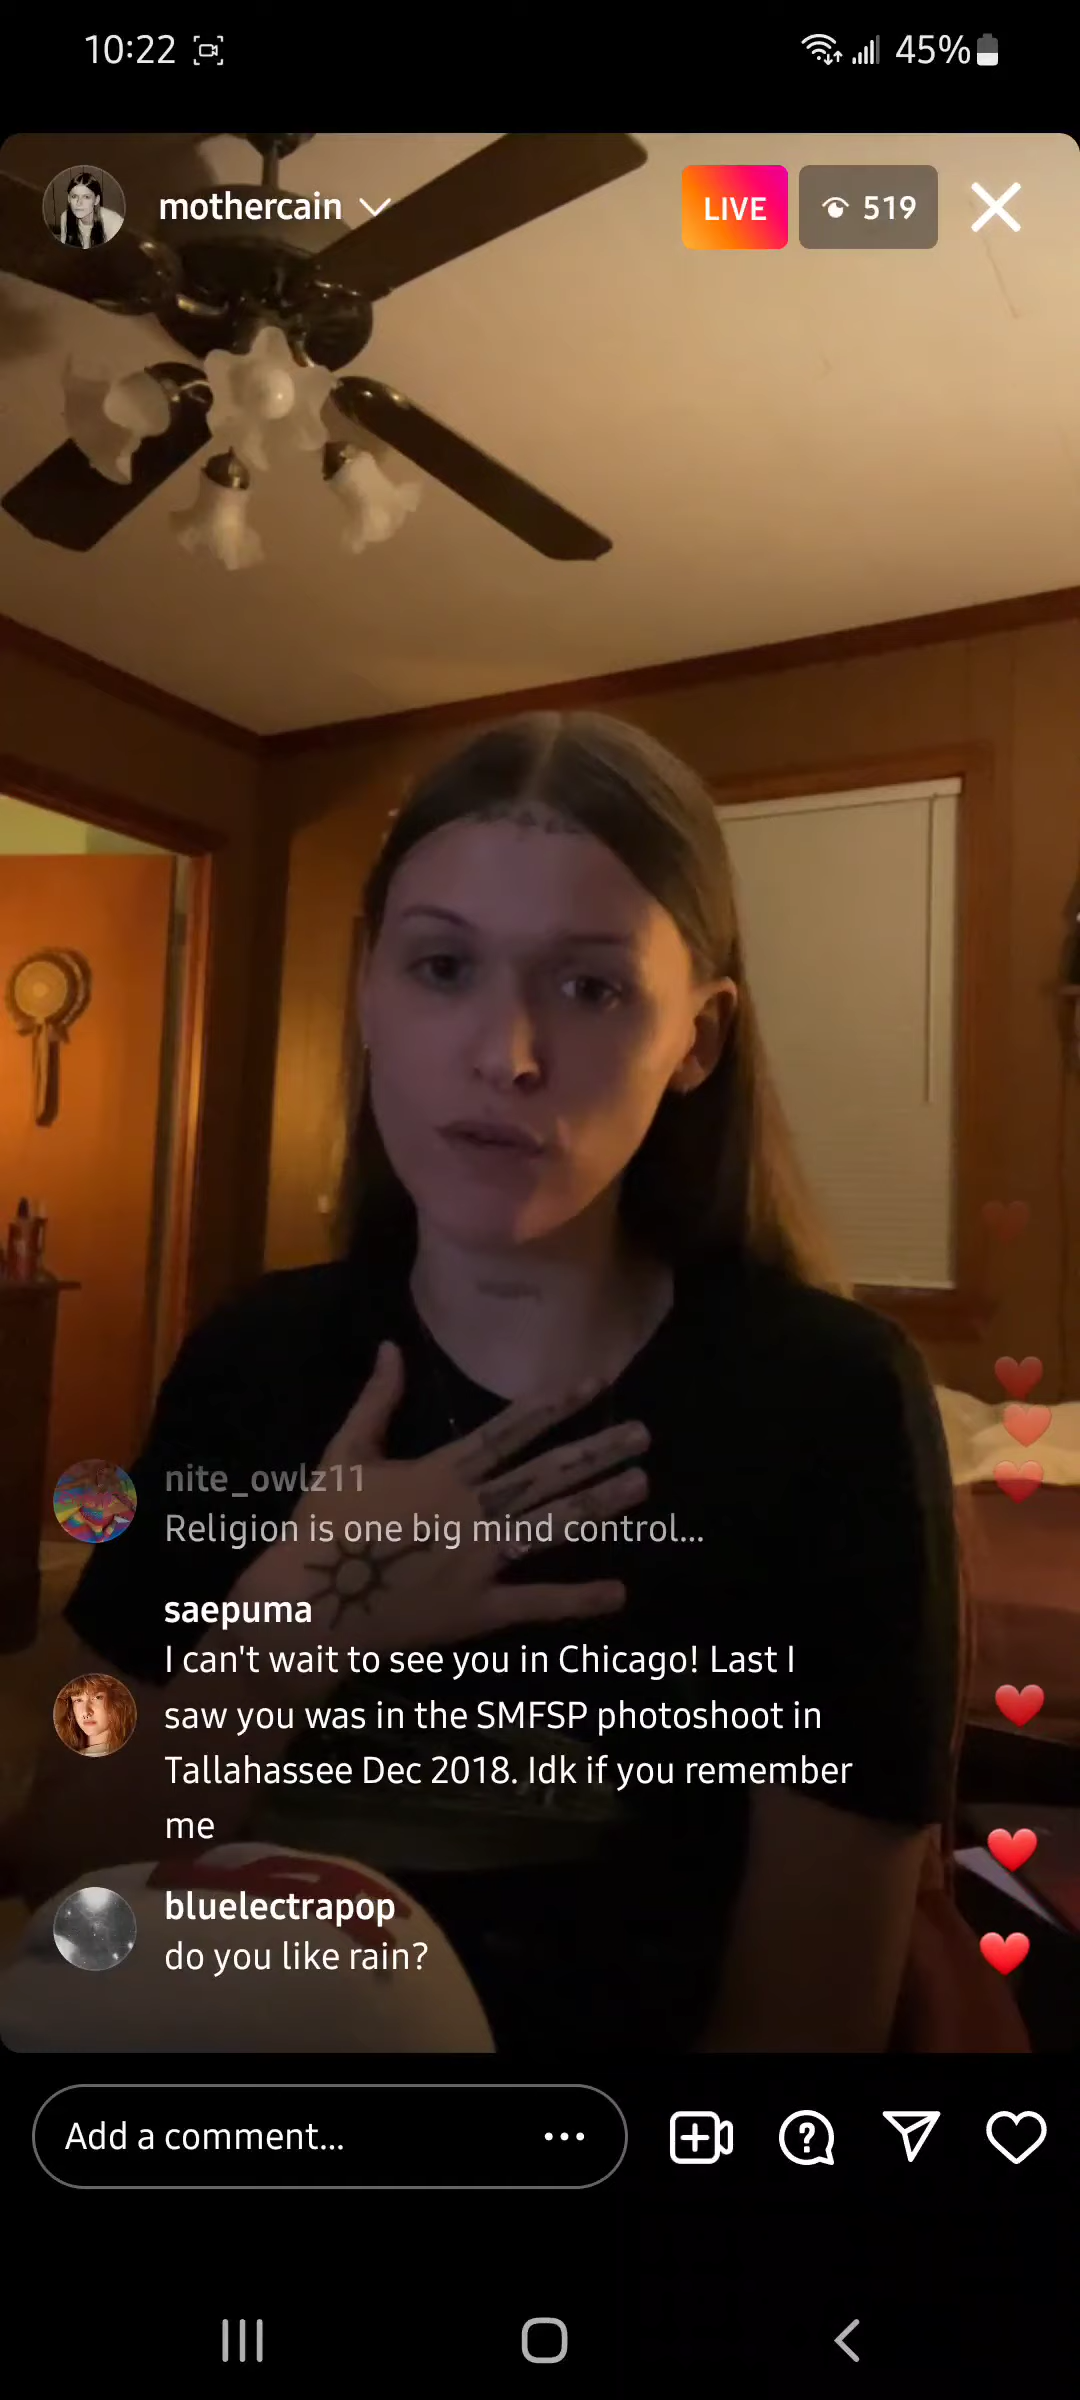 10:22
45%
mothercain
LIVE
519
nite_owlz11
Religion is one big mind control...
saepuma
I can't wait to see you in Chicago! Last I
saw you was in the SMFSP photoshoot in
Tallahassee Dec 2018. Idk if you remember
me
bluelectrapop
do you like rain?
Add a comment...